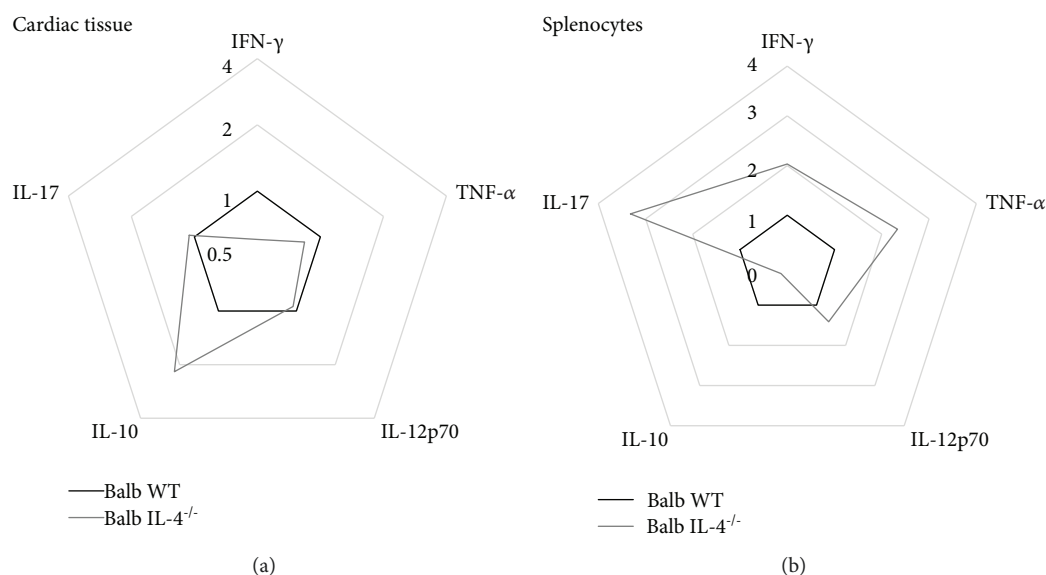 Cardiac tissue
IFN-γ
4
2
1
0.5
IL-17
TNF-α
IL-10
IL-12p70
Balb WT
Balb IL-4-/-
(a)
Splenocytes
IFN-γ
4
3
2
1
0
IL-17
TNF-α
IL-10
IL-12p70
Balb WT
Balb IL-4-/-
(b)